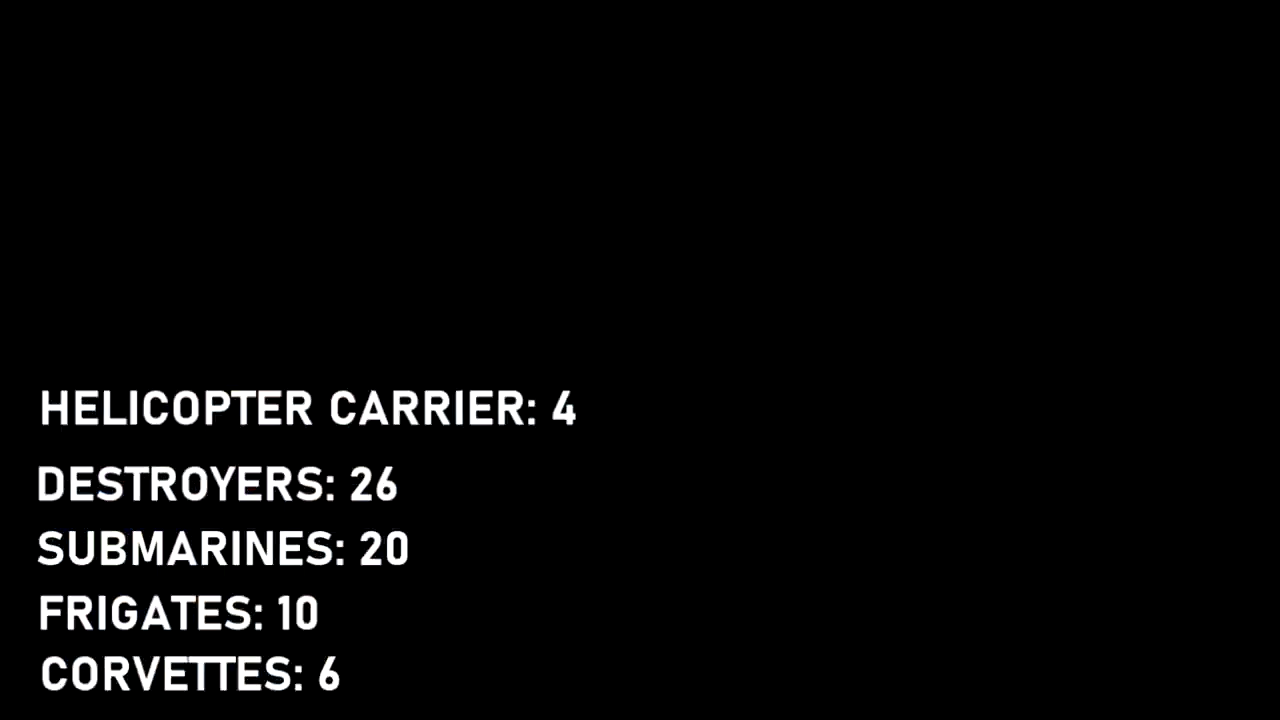 HELICOPTER CARRIER: 4
DESTROYERS: 26
SUBMARINES: 20
FRIGATES: 10
CORVETTES: 6